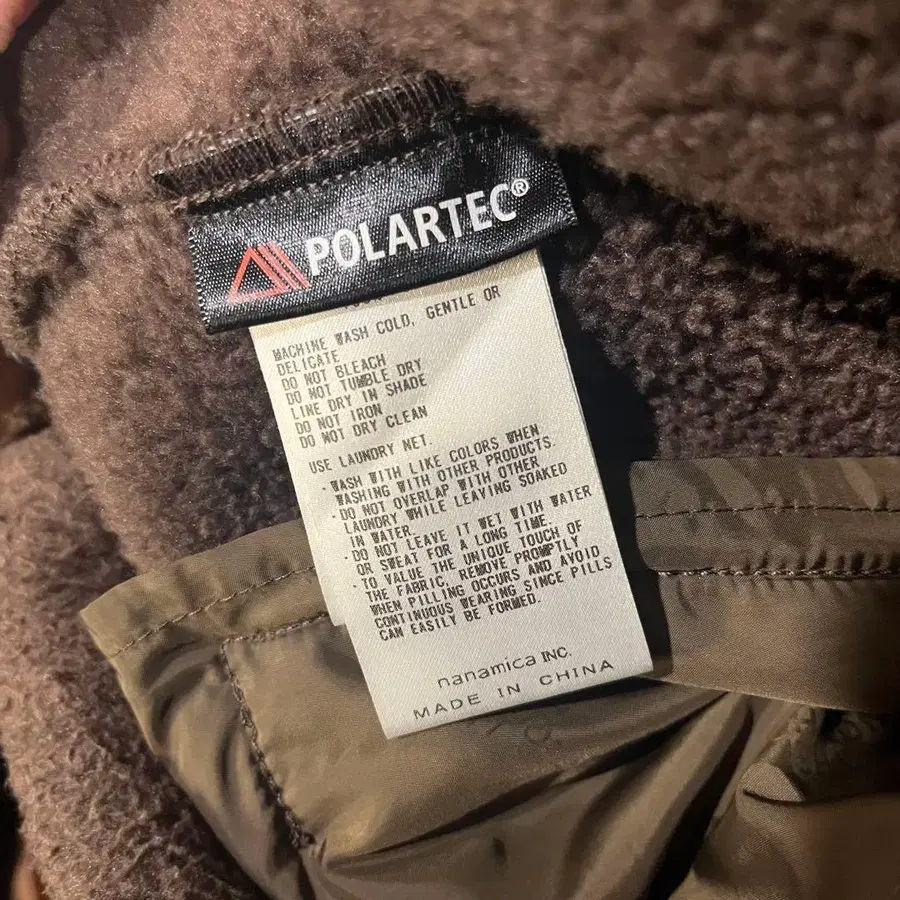 POLARTEC®
MACHINE WASH COLD, GENTLE OR
DELICATE
DO NOT BLEACH
DO NOT TUMBLE DRY
LINE DRY IN SHADE
DO NOT IRON
DO NOT DRY CLEAN
USE LAUNDRY NET.
・WASH WITH LIKE COLORS WHEN
WASHING WITH OTHER PRODUCTS.
・DO NOT OVERLAP WITH OTHER
LAUNDRY WHILE LEAVING SOAKED
IN WATER.
・DO NOT LEAVE IT WET WITH WATER
OR SWEAT FOR A LONG TIME.
・TO VALUE THE UNIQUE TOUCH OF
THE FABRIC, REMOVE PROMPTLY
WHEN PILLING OCCURS AND AVOID
CONTINUOUS WEARING SINCE PILLS
CAN EASILY BE FORMED.
nanamica INC.
MADE IN CHINA